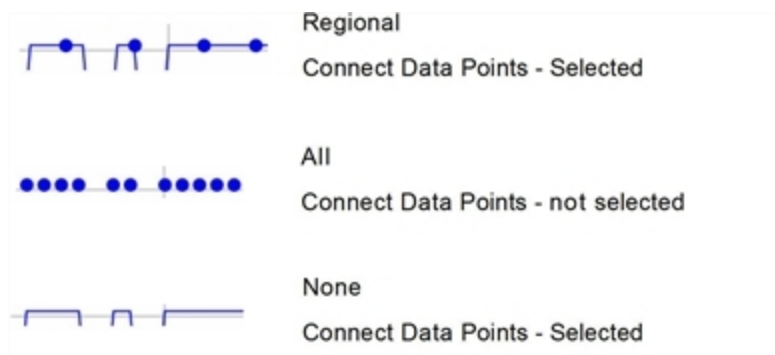 Regional
Connect Data Points - Selected
All
Connect Data Points - not selected
None
Connect Data Points - Selected